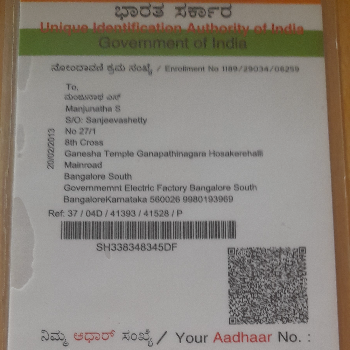 ಭಾರತ ಸರ್ಕಾರ
Unique Identification Authority of India
Government of India
ನೋಂದಾವಣಿ ಕ್ರಮ ಸಂಖ್ಯೆ / Enrollment No 1189/29034/06259
To,
ಮಂಜುನಾಥ ಎಸ್
Manjunatha S
S/O: Sanjeevashetty
No 27/1
8th Cross
Ganesha Temple Ganapathinagare Hosakerehalli
Mainroad
Bangalore South
Governmemnt Electric Factory Bangalore South
BangaloreKarnataka 560026 9980193969
20/02/2013
Ref: 37 / 04D / 41393 / 41528 / P
SH338348345DF
ನಿಮ್ಮ ಆಧಾರ್ ಸಂಖ್ಯೆ / Your Aadhaar No. :